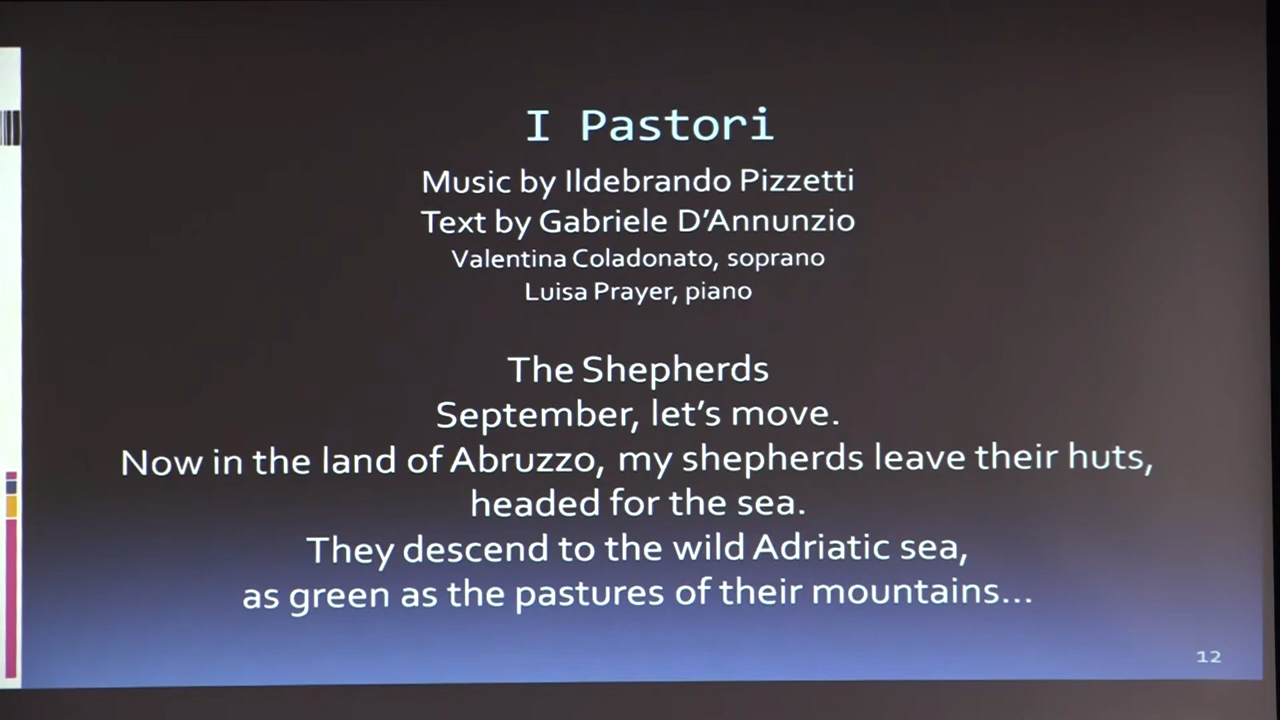 I Pastori
Music by Ildebrando Pizzetti
Text by Gabriele D'Annunzio
Valentina Coladonato, soprano
Luisa Prayer, piano
The Shepherds
September, let's move.
Now in the land of Abruzzo, my shepherds leave their huts,
headed for the sea.
They descend to the wild Adriatic sea,
as green as the pastures of their mountains...
12